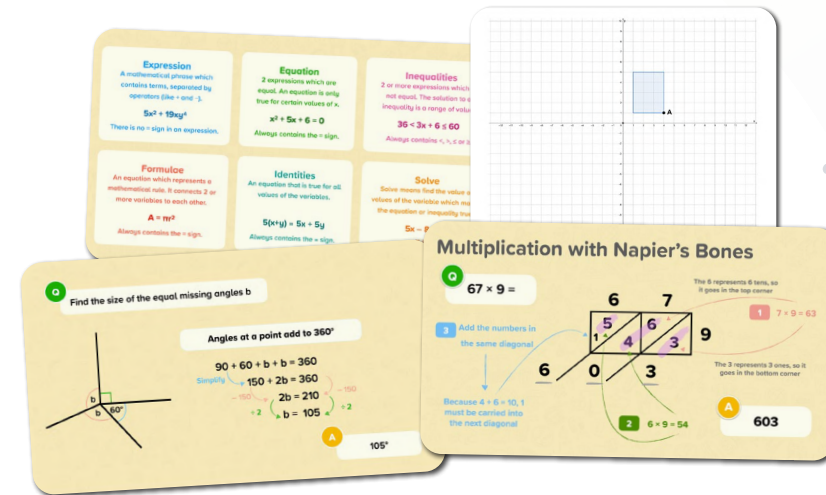 Expression
A mathematical phrase which
contains terms, separated by
operators (like + and -).
5x² + 19xy⁴
There is no = sign in an expression.
Equation
2 expressions which are
equal. An equation is only
true for certain values of x.
x² + 5x + 6 = 0
Always contains the = sign.
Inequalities
2 or more expressions which
not equal. The solution to
inequality is a range of
36 < 3x + 6 ≤ 60
Always contains <, >, ≤ or
Formulae
An equation which represents a
mathematical rule. It connects 2 or
more variables to each other.
A = πr²
Always contains the = sign.
Identities
An equation that is true for all
values of the variables.
5(x+y) = 5x + 5y
Always contains the = sign.
Solve
Solve means find the value
values of the variable which
the equation or inequality
5x –
A
Q
Find the size of the equal missing angles b
Angles at a point add to 360°
90 + 60 + b + b = 360
Simplify
150 + 2b = 360
– 150
– 150
2b = 210
÷ 2
÷ 2
b = 105
b
b
60°
A
105°
Multiplication with Napier's Bones
Q
67 × 9 =
3
Add the numbers in
the same diagonal
Because 4 + 6 = 10, 1
must be carried into
the next diagonal
6 7
5 6
9
1 4 3
6 0 3
The 6 represents 6 tens, so
it goes in the top corner
1
7 × 9 = 63
The 3 represents 3 ones, so it
goes in the bottom corner
2
6 × 9 = 54
A
603